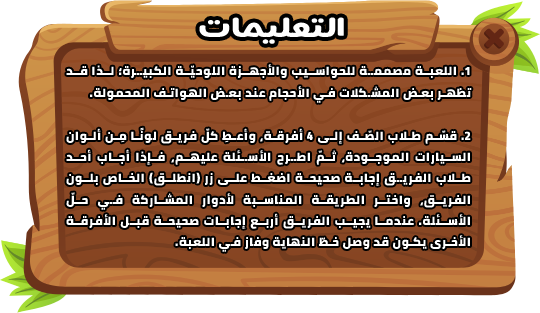 التعليمات
1. اللعبة مصممة للحواسيب والأجهزة اللوحيّة الكبيرة؛ لذا قد
تظهر بعض المشكلات في الأحجام عند بعض الهواتف المحمولة.
2. قسّم طلاب الصّف إلى 4 أفرقة، وأعطِ كلّ فريق لونًا مِن ألوان
السيارات الموجودة، ثمّ اطرح الأسئلة عليهم، فإذا أجاب أحد
طلاب الفريق إجابة صحيحة اضغط على زر (انطلق) الخاص بلون
الفريق، واختر الطريقة المناسبة لأدوار المشاركة في حلّ
الأسئلة. عندما يجيب الفريق أربع إجابات صحيحة قبل الأفرقة
الأخرى يكون قد وصل خطّ النهاية وفاز في اللعبة.